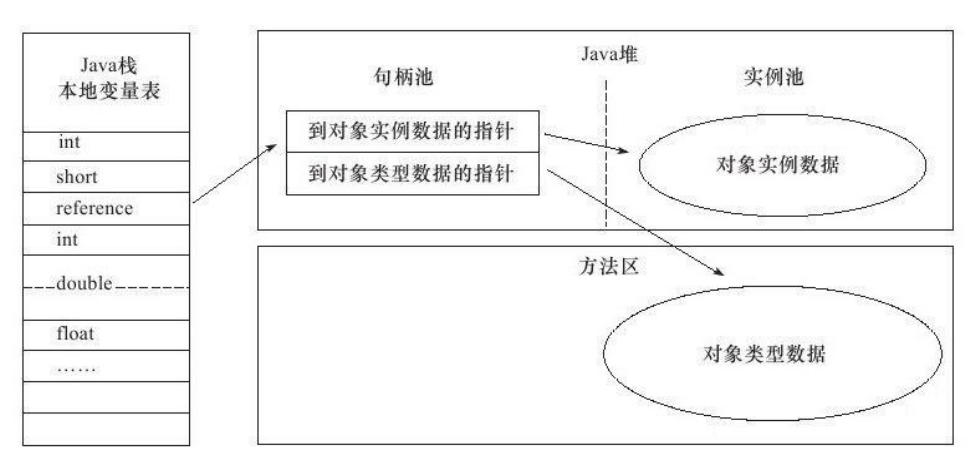 Java栈
本地变量表
int
short
reference
int
double
float
……
Java堆
句柄池
实例池
到对象实例数据的指针
到对象类型数据的指针
对象实例数据
方法区
对象类型数据